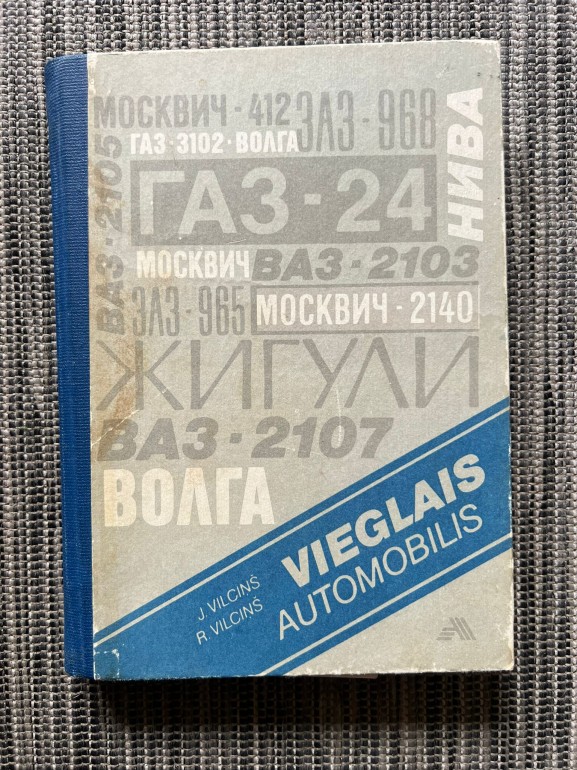 МОСКВИЧ·412
ЗАЗ·968
ГАЗ·3102·ВОЛГА
НИВА
ВАЗ·2105
ГАЗ-24
МОСКВИЧ
ВАЗ·2103
ЗАЗ·965
МОСКВИЧ·2140
ЖИГУЛИ
ВАЗ·2107
ВОЛГА
VIEGLAIS
AUTOMOBILIS
J. VILCIŅŠ
R. VILCIŅŠ